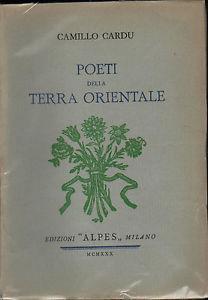 CAMILLO CARDU
POETI
DELLA
TERRA ORIENTALE
EDIZIONI "ALPES„ MILANO
MCMXXX